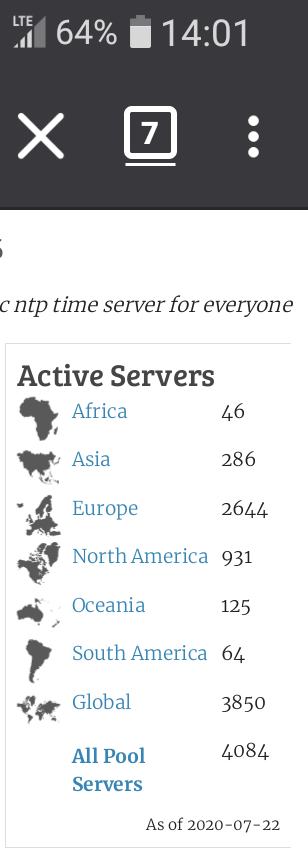 LTE 64% 14:01
7
c ntp time server for everyone
Active Servers
Africa 46
Asia 286
Europe 2644
North America 931
Oceania 125
South America 64
Global 3850
All Pool 4084
Servers
As of 2020-07-22